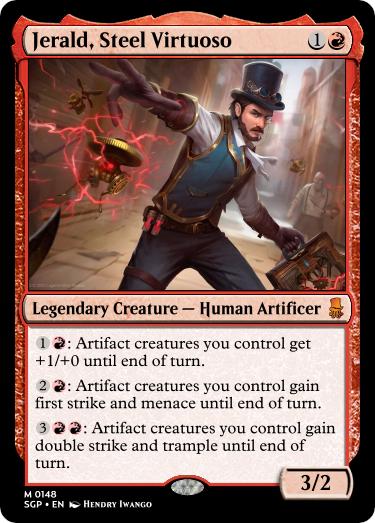 Jerald, Steel Virtuoso 1
Legendary Creature — Human Artificer
1: Artifact creatures you control get
+1/+0 until end of turn.
2: Artifact creatures you control gain
first strike and menace until end of turn.
3: Artifact creatures you control gain
double strike and trample until end of
turn.
3/2
M 0148
SGP • EN Hendry Iwango